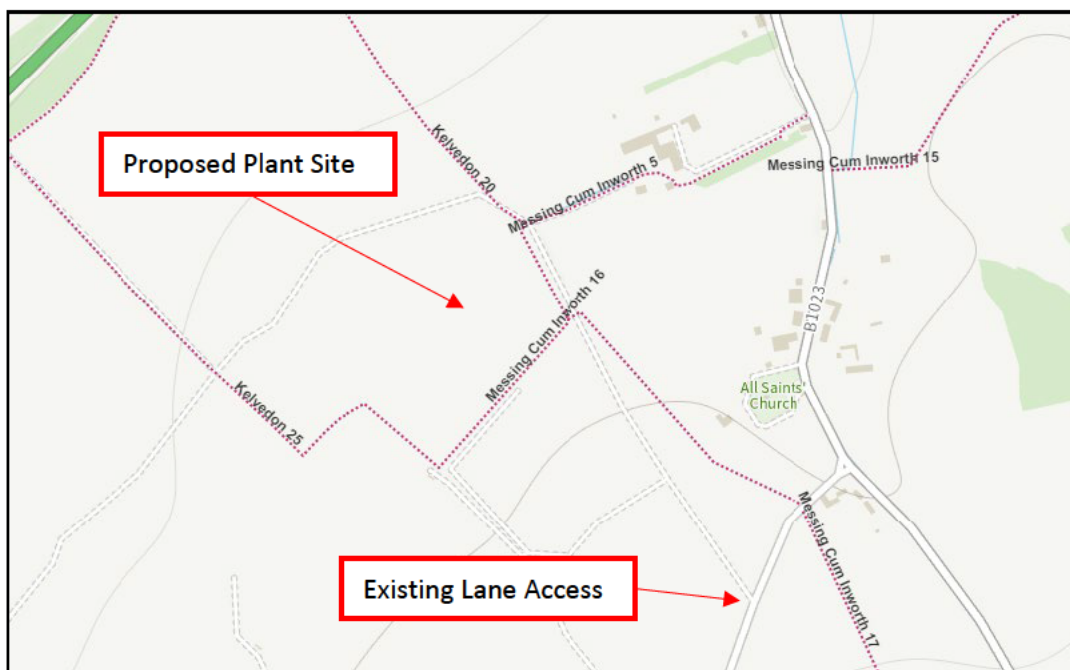 Proposed Plant Site
Kelvedon 20
Messing Cum Inworth 5
Messing Cum Inworth 15
Messing Cum Inworth 16
B1023
Kelvedon 25
All Saints'
Church
Messing Cum Inworth 17
Existing Lane Access